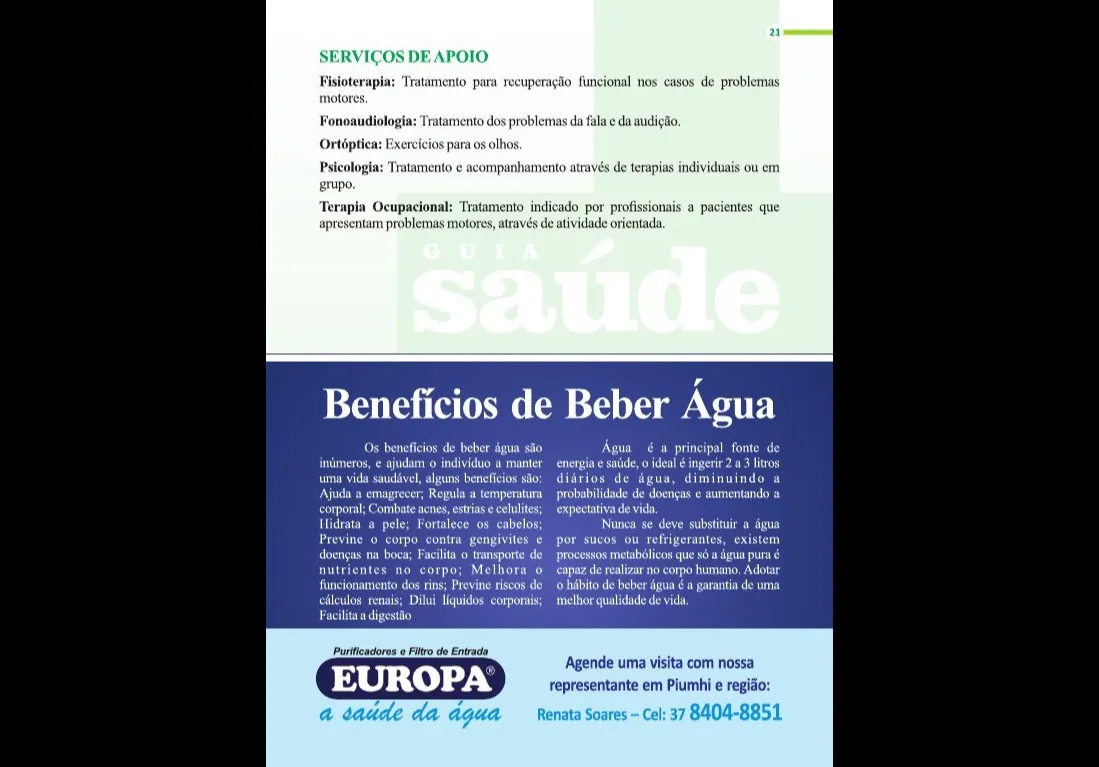 21
SERVIÇOS DE APOIO
Fisioterapia: Tratamento para recuperação funcional nos casos de problemas
motores.
Fonoaudiologia: Tratamento dos problemas da fala e da audição.
Ortóptica: Exercícios para os olhos.
Psicologia: Tratamento e acompanhamento através de terapias individuais ou em
grupo.
Terapia Ocupacional: Tratamento indicado por profissionais a pacientes que
apresentam problemas motores, através de atividade orientada.
GUIA
saúde
Benefícios de Beber Água
Os benefícios de beber água são
inúmeros, e ajudam o indivíduo a manter
uma vida saudável, alguns benefícios são:
Ajuda a emagrecer; Regula a temperatura
corporal; Combate acnes, estrias e celulites;
Hidrata a pele; Fortalece os cabelos;
Previne o corpo contra gengivites e
doenças na boca; Facilita o transporte de
nutrientes no corpo; Melhora o
funcionamento dos rins; Previne riscos de
cálculos renais; Dilui líquidos corporais;
Facilita a digestão
Água é a principal fonte de
energia e saúde, o ideal é ingerir 2 a 3 litros
diários de água, diminuindo a
probabilidade de doenças e aumentando a
expectativa de vida.
Nunca se deve substituir a água
por sucos ou refrigerantes, existem
processos metabólicos que só a água pura é
capaz de realizar no corpo humano. Adotar
o hábito de beber água é a garantia de uma
melhor qualidade de vida.
Purificadores e Filtro de Entrada
EUROPA®
a saúde da água
Agende uma visita com nossa
representante em Piumhi e região:
Renata Soares – Cel: 37 8404-8851